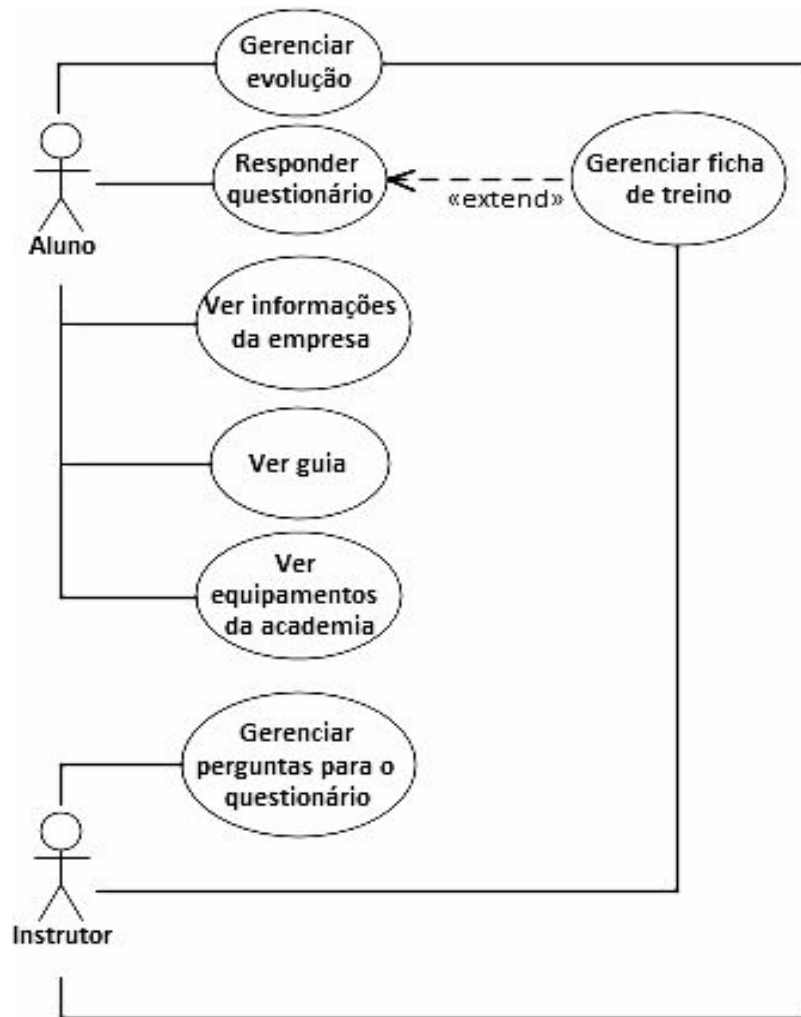 Gerenciar
evolução
Responder
questionário
«extend»
Gerenciar ficha
de treino
Aluno
Ver informações
da empresa
Ver guia
Ver
equipamentos
da academia
Gerenciar
perguntas para o
questionário
Instrutor